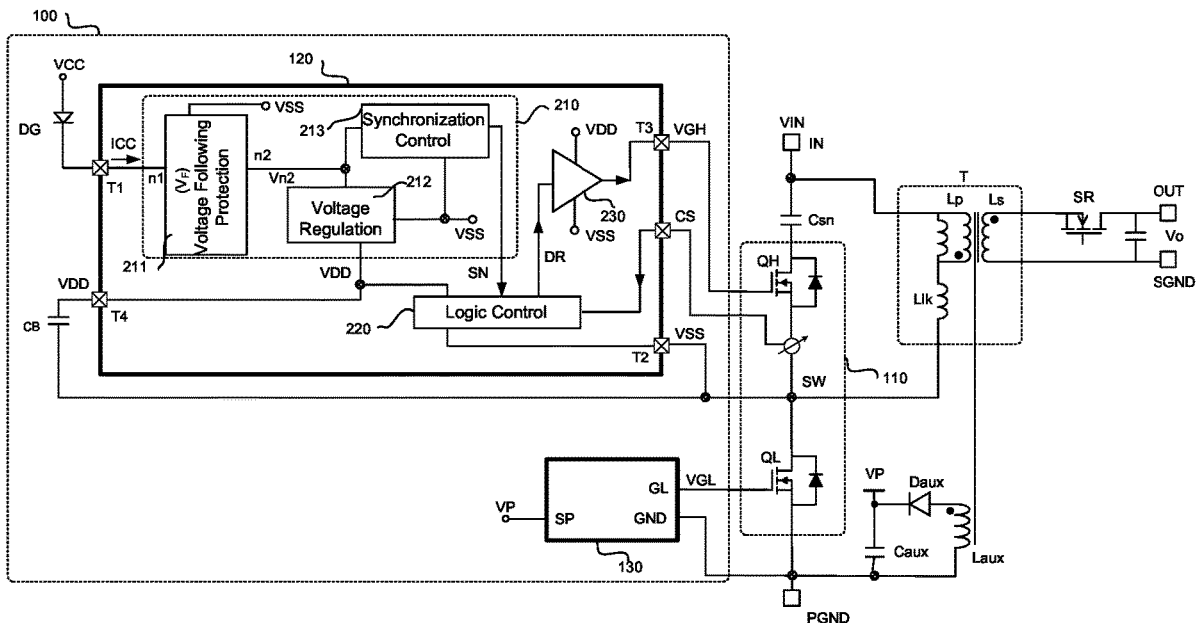 100
VCC
DG
120
ICC
T1
n1
(VF)
Voltage Following
Protection
211
VSS
213
Synchronization
Control
210
n2
Vn2
212
Voltage
Regulation
VSS
VDD
SN
DR
VDD
230
VSS
T3
VGH
CS
220
Logic Control
VDD
T4
CB
T2
VSS
VIN
IN
Csn
QH
SW
110
QL
T
Lp
Ls
Llk
SR
OUT
Vo
SGND
VP
SP
GL
GND
VGL
130
VP
Daux
Caux
Laux
PGND